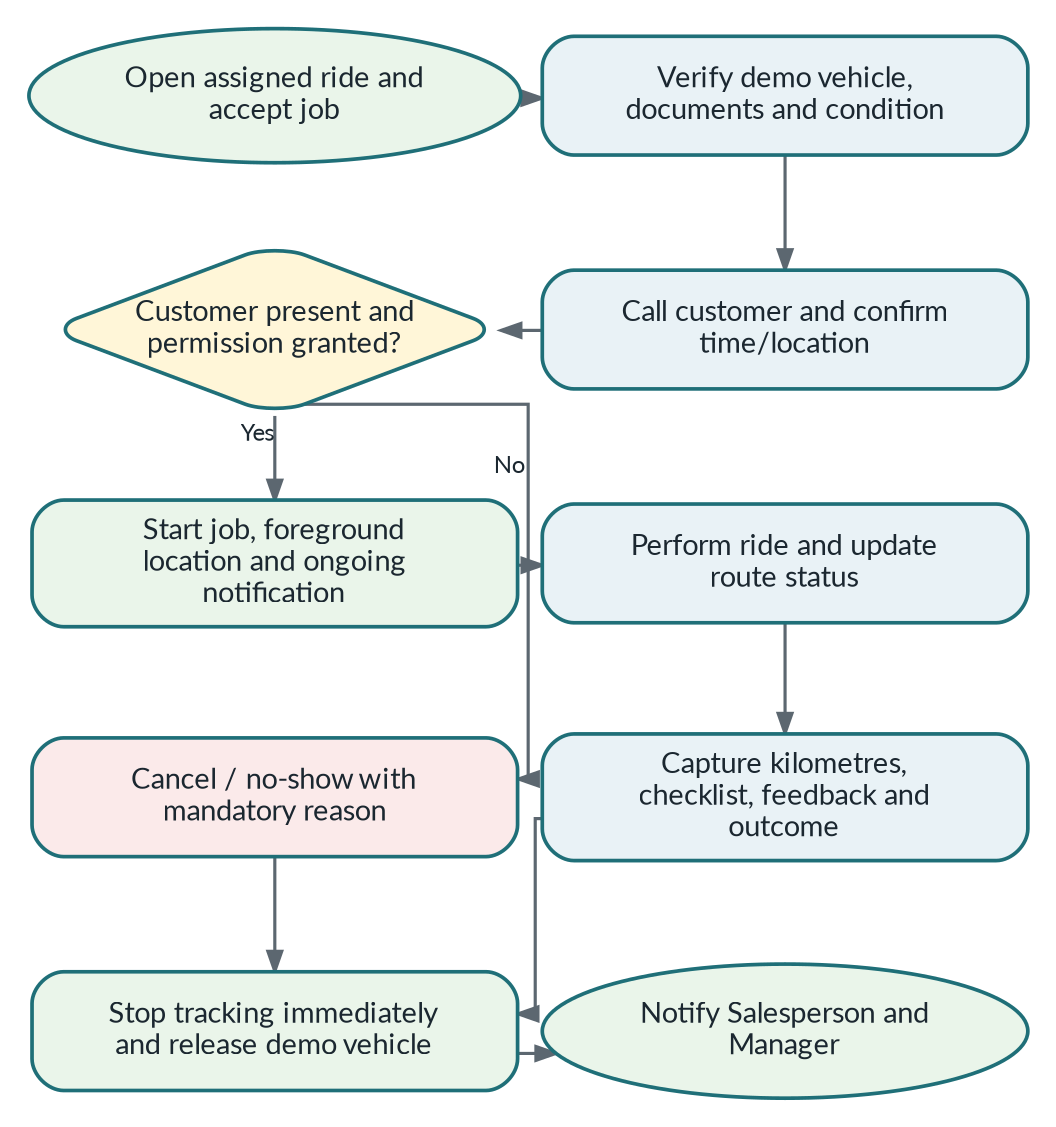 Open assigned ride and
accept job
Verify demo vehicle,
documents and condition
Call customer and confirm
time/location
Customer present and
permission granted?
Yes
No
Start job, foreground
location and ongoing
notification
Perform ride and update
route status
Capture kilometres,
checklist, feedback and
outcome
Cancel / no-show with
mandatory reason
Stop tracking immediately
and release demo vehicle
Notify Salesperson and
Manager